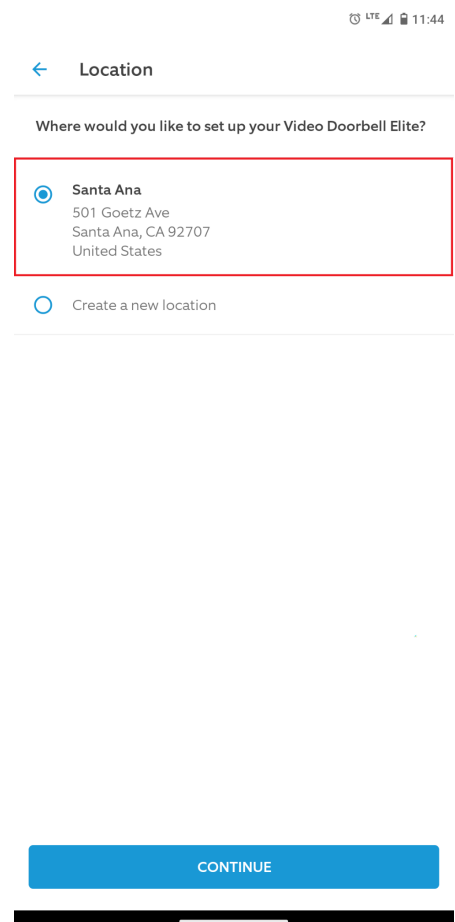 LTE 11:44
Location
Where would you like to set up your Video Doorbell Elite?
Santa Ana
501 Goetz Ave
Santa Ana, CA 92707
United States
Create a new location
CONTINUE